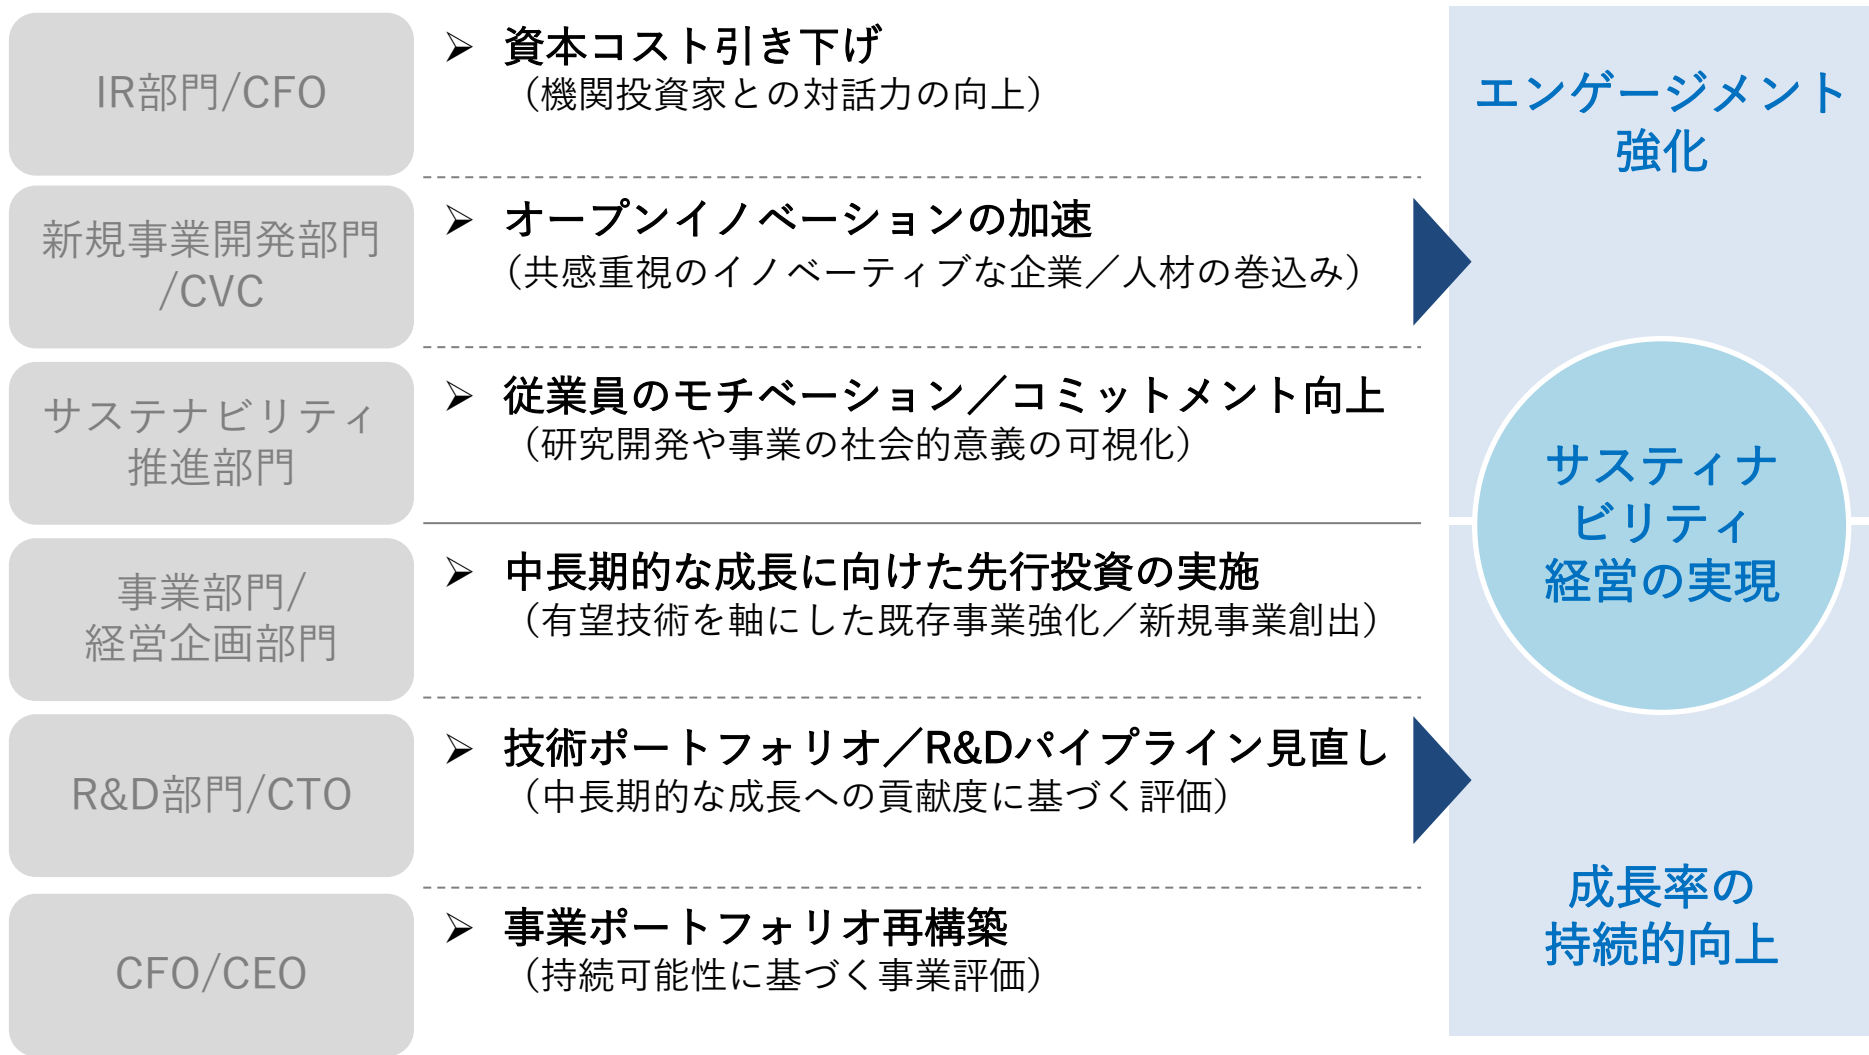 IR部門/CFO
➢ 資本コスト引き下げ
（機関投資家との対話力の向上）
新規事業開発部門
/CVC
➢ オープンイノベーションの加速
（共感重視のイノベーティブな企業／人材の巻込み）
サステナビリティ
推進部門
➢ 従業員のモチベーション／コミットメント向上
（研究開発や事業の社会的意義の可視化）
事業部門/
経営企画部門
➢ 中長期的な成長に向けた先行投資の実施
（有望技術を軸にした既存事業強化／新規事業創出）
R&D部門/CTO
➢ 技術ポートフォリオ／R&Dパイプライン見直し
（中長期的な成長への貢献度に基づく評価）
CFO/CEO
➢ 事業ポートフォリオ再構築
（持続可能性に基づく事業評価）
エンゲージメント
強化
サスティナ
ビリティ
経営の実現
成長率の
持続的向上